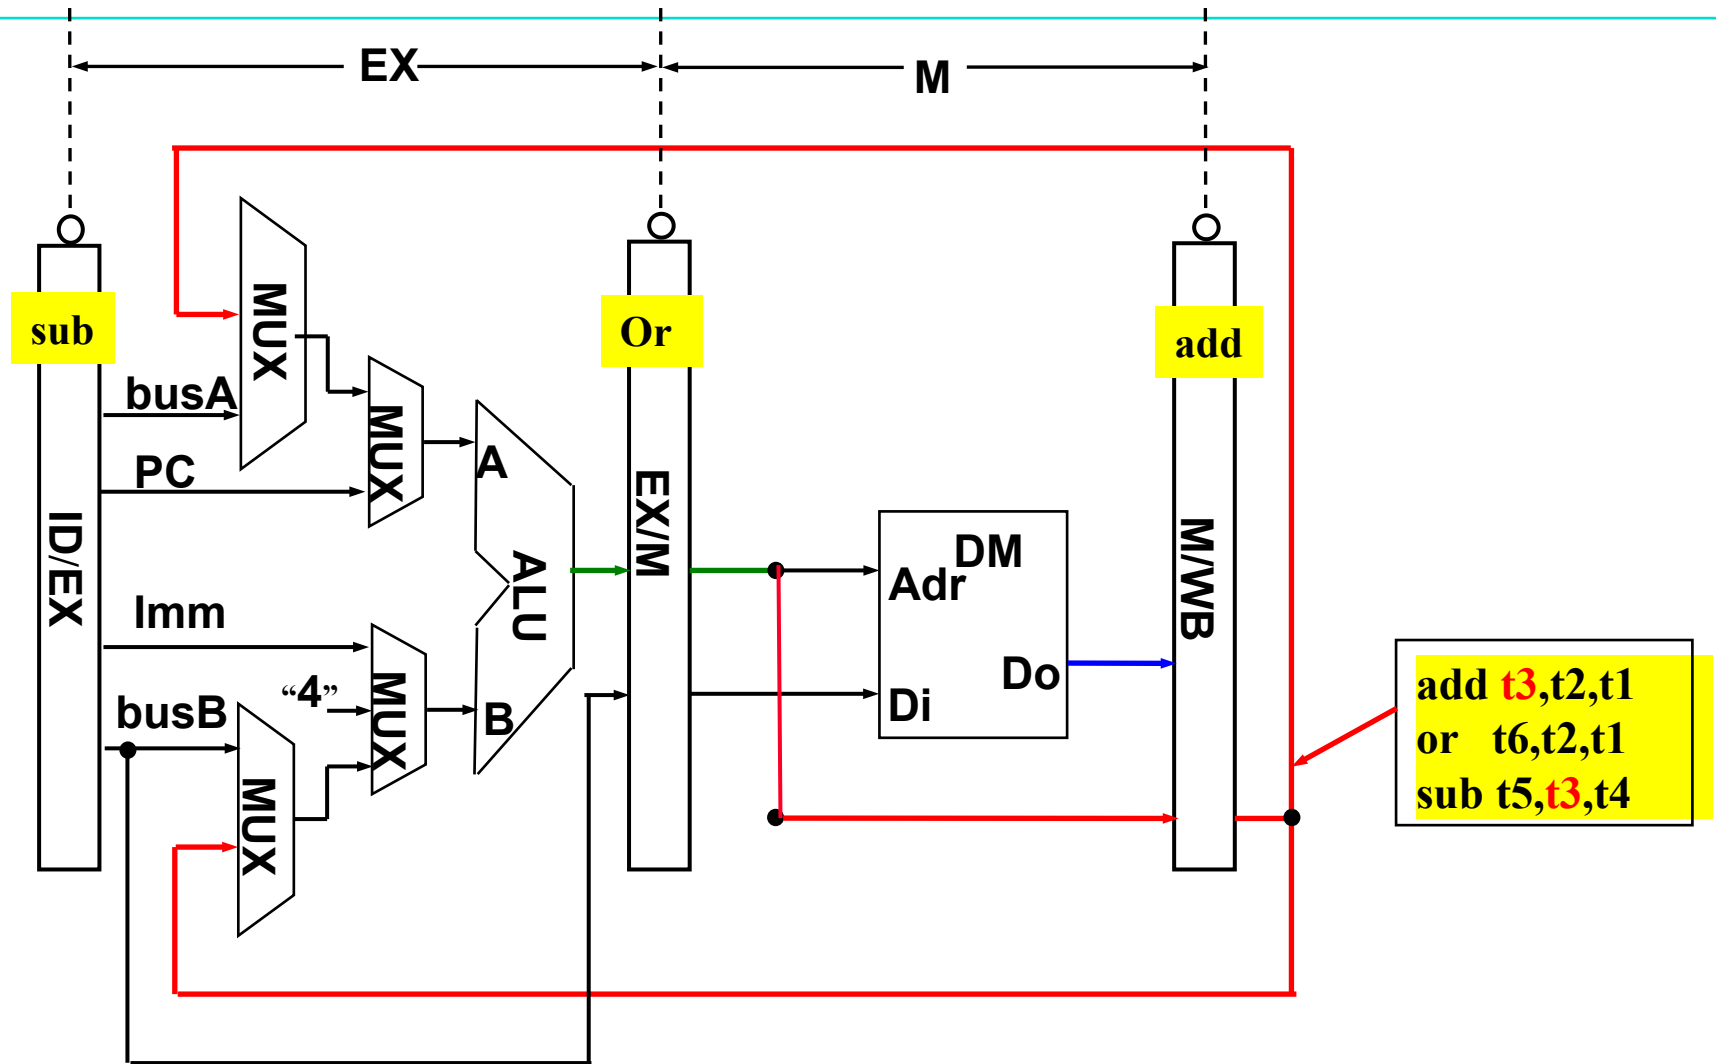 EX
M
sub
Or
add
MUX
busA
MUX
PC
A
ID/EX
EX/M
ALU
DM
Adr
M/WB
Imm
Do
“4”
MUX
B
Di
busB
MUX
add t3,t2,t1
or t6,t2,t1
sub t5,t3,t4